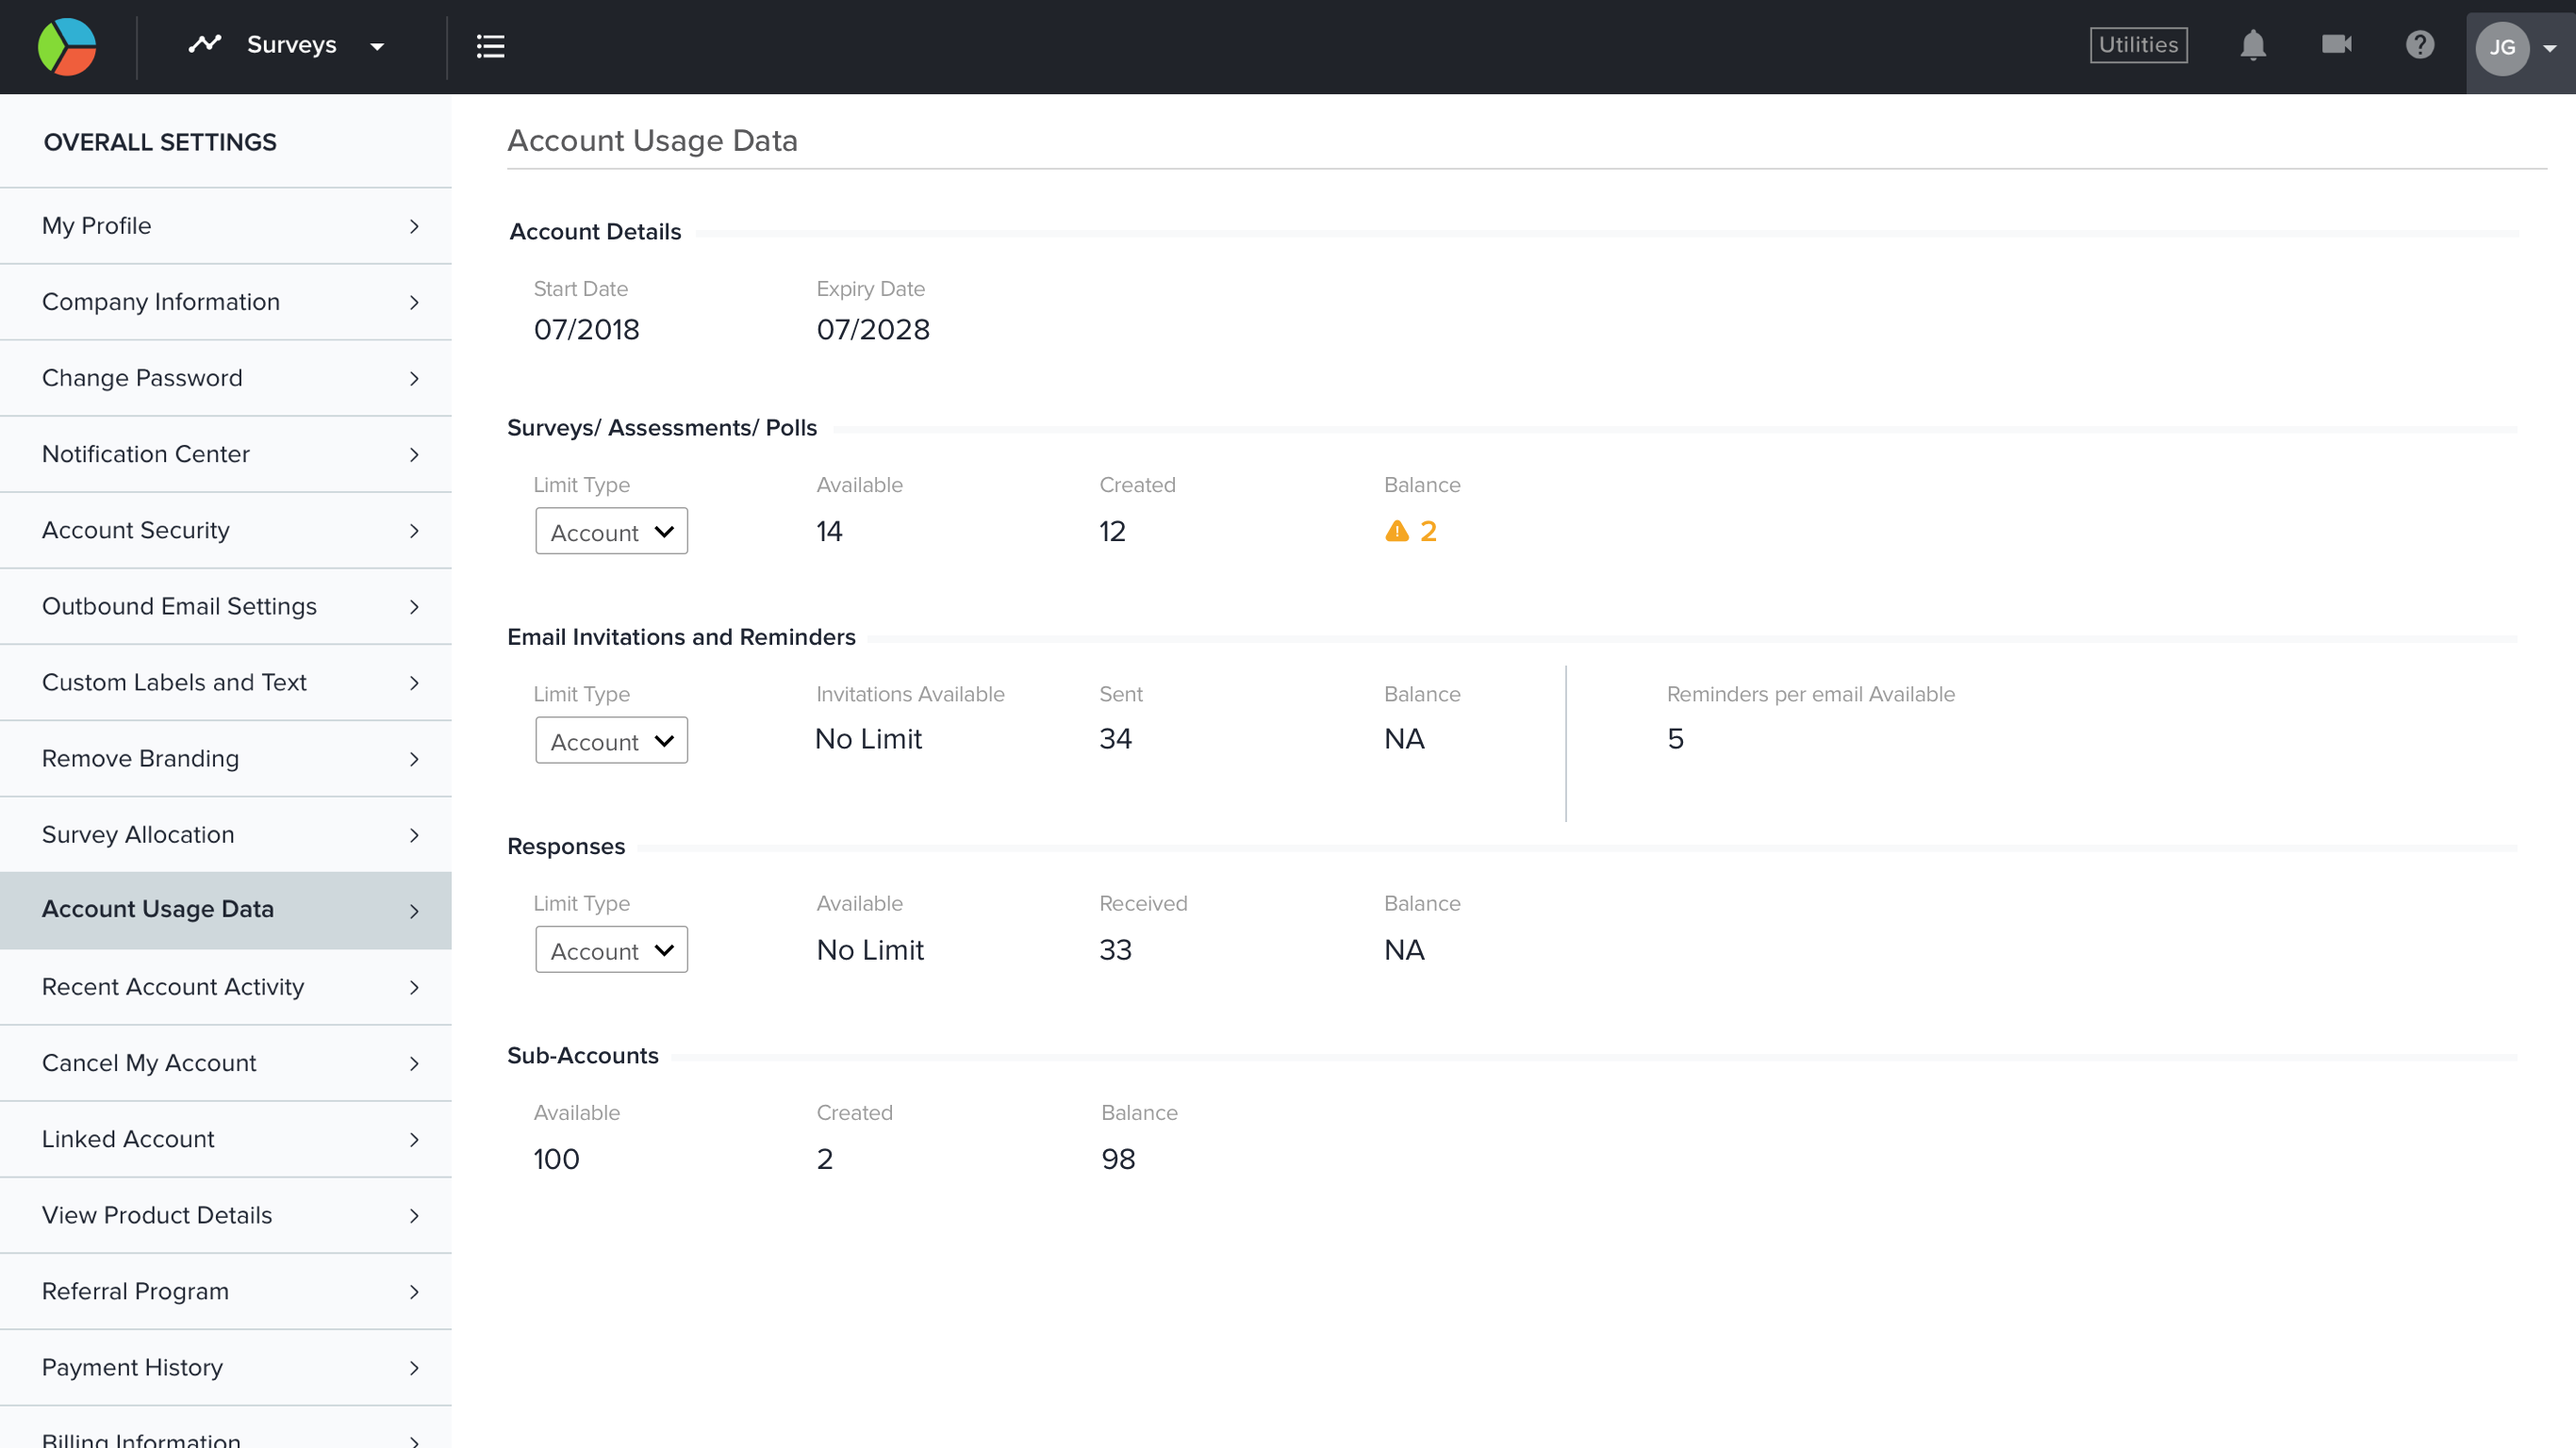 Surveys
Utilities
JG
OVERALL SETTINGS
My Profile
Company Information
Change Password
Notification Center
Account Security
Outbound Email Settings
Custom Labels and Text
Remove Branding
Survey Allocation
Account Usage Data
Recent Account Activity
Cancel My Account
Linked Account
View Product Details
Referral Program
Payment History
Billing Information
Account Usage Data
Account Details
Start Date Expiry Date
07/2018 07/2028
Surveys/ Assessments/ Polls
Limit Type Available Created Balance
Account 14 12 2
Email Invitations and Reminders
Limit Type Invitations Available Sent Balance Reminders per email Available
Account No Limit 34 NA 5
Responses
Limit Type Available Received Balance
Account No Limit 33 NA
Sub-Accounts
Available Created Balance
100 2 98